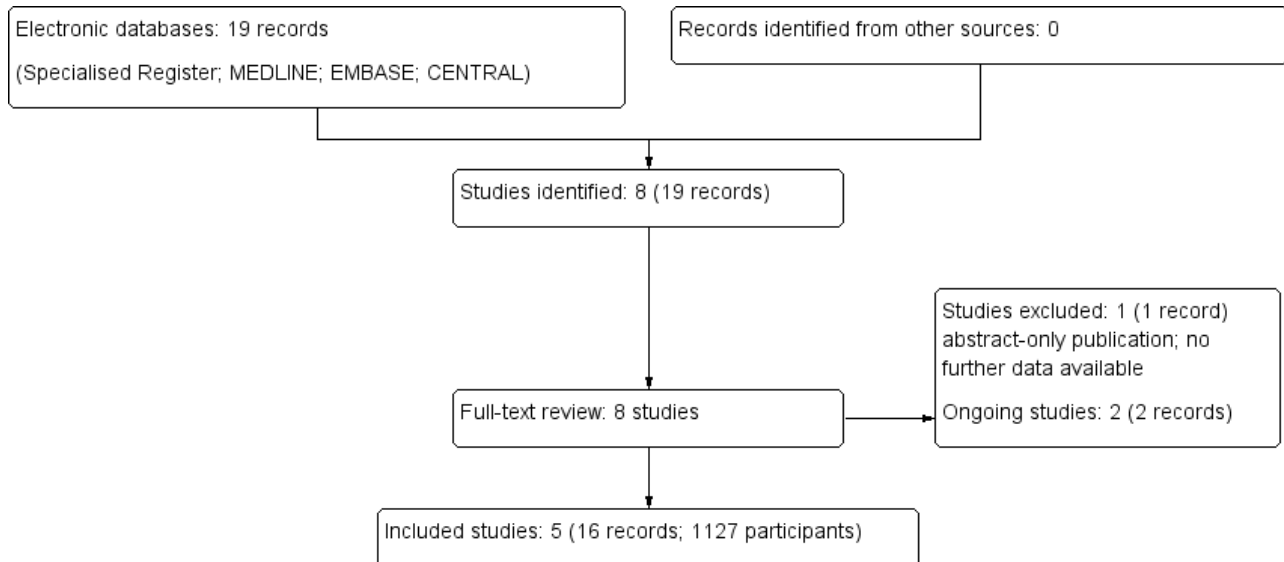 Electronic databases: 19 records
(Specialised Register; MEDLINE; EMBASE; CENTRAL)
Records identified from other sources: 0
Studies identified: 8 (19 records)
Studies excluded: 1 (1 record)
abstract-only publication; no
further data available
Ongoing studies: 2 (2 records)
Full-text review: 8 studies
Included studies: 5 (16 records; 1127 participants)